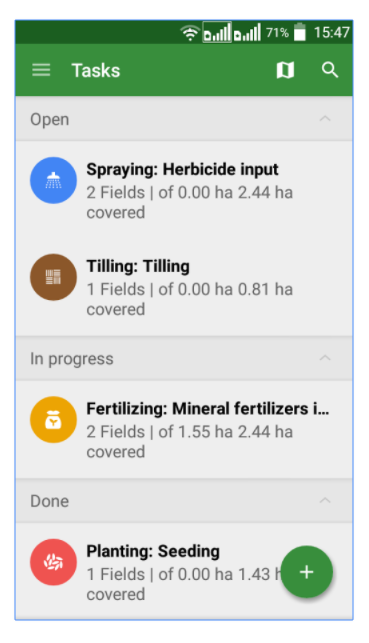 71% 15:47
Tasks
Open
Spraying: Herbicide input
2 Fields | of 0.00 ha 2.44 ha
covered
Tilling: Tilling
1 Fields | of 0.00 ha 0.81 ha
covered
In progress
Fertilizing: Mineral fertilizers i...
2 Fields | of 1.55 ha 2.44 ha
covered
Done
Planting: Seeding
1 Fields | of 0.00 ha 1.43 h
covered